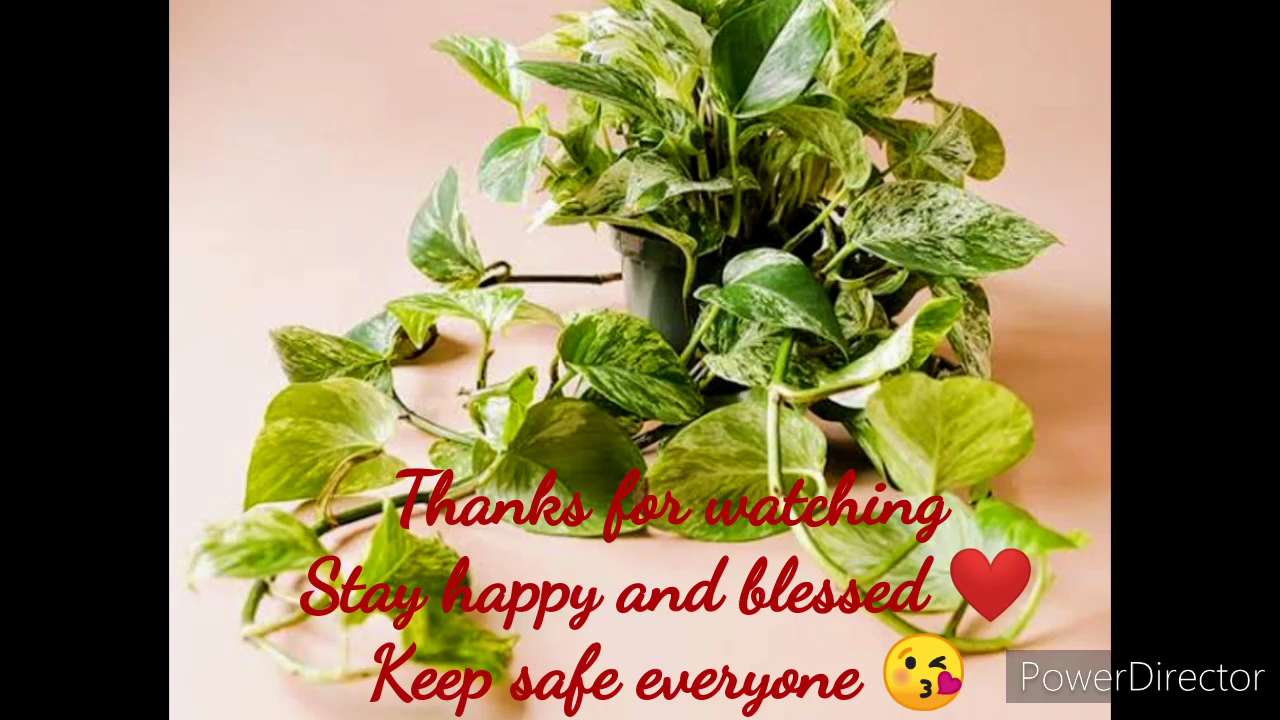 Thanks for watching
Stay happy and blessed ❤️
Keep safe everyone 😘
PowerDirector